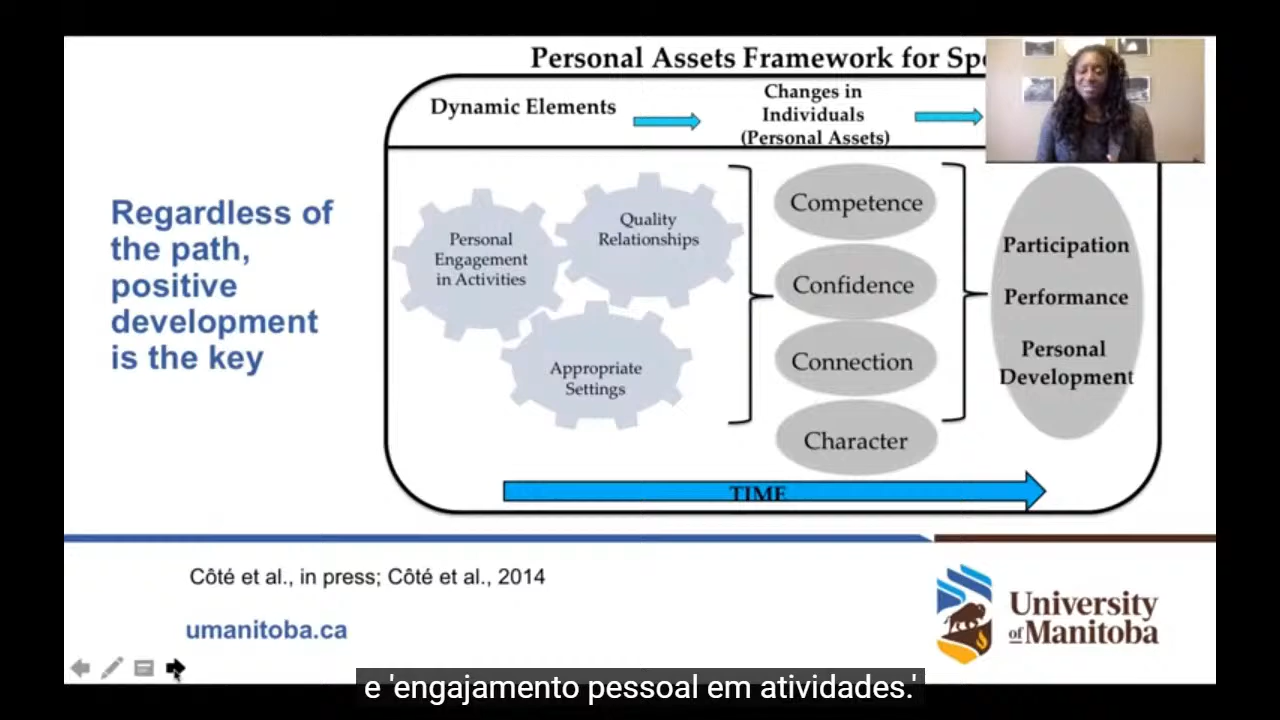 Personal Assets Framework for Sp
Dynamic Elements
Changes in
Individuals
(Personal Assets)
Regardless of
the path,
positive
development
is the key
Personal
Engagement
in Activities
Quality
Relationships
Appropriate
Settings
Competence
Confidence
Connection
Character
Participation
Performance
Personal
Development
TIME
Côté et al., in press; Côté et al., 2014
umanitoba.ca
University
of Manitoba
e 'engajamento pessoal em atividades.'